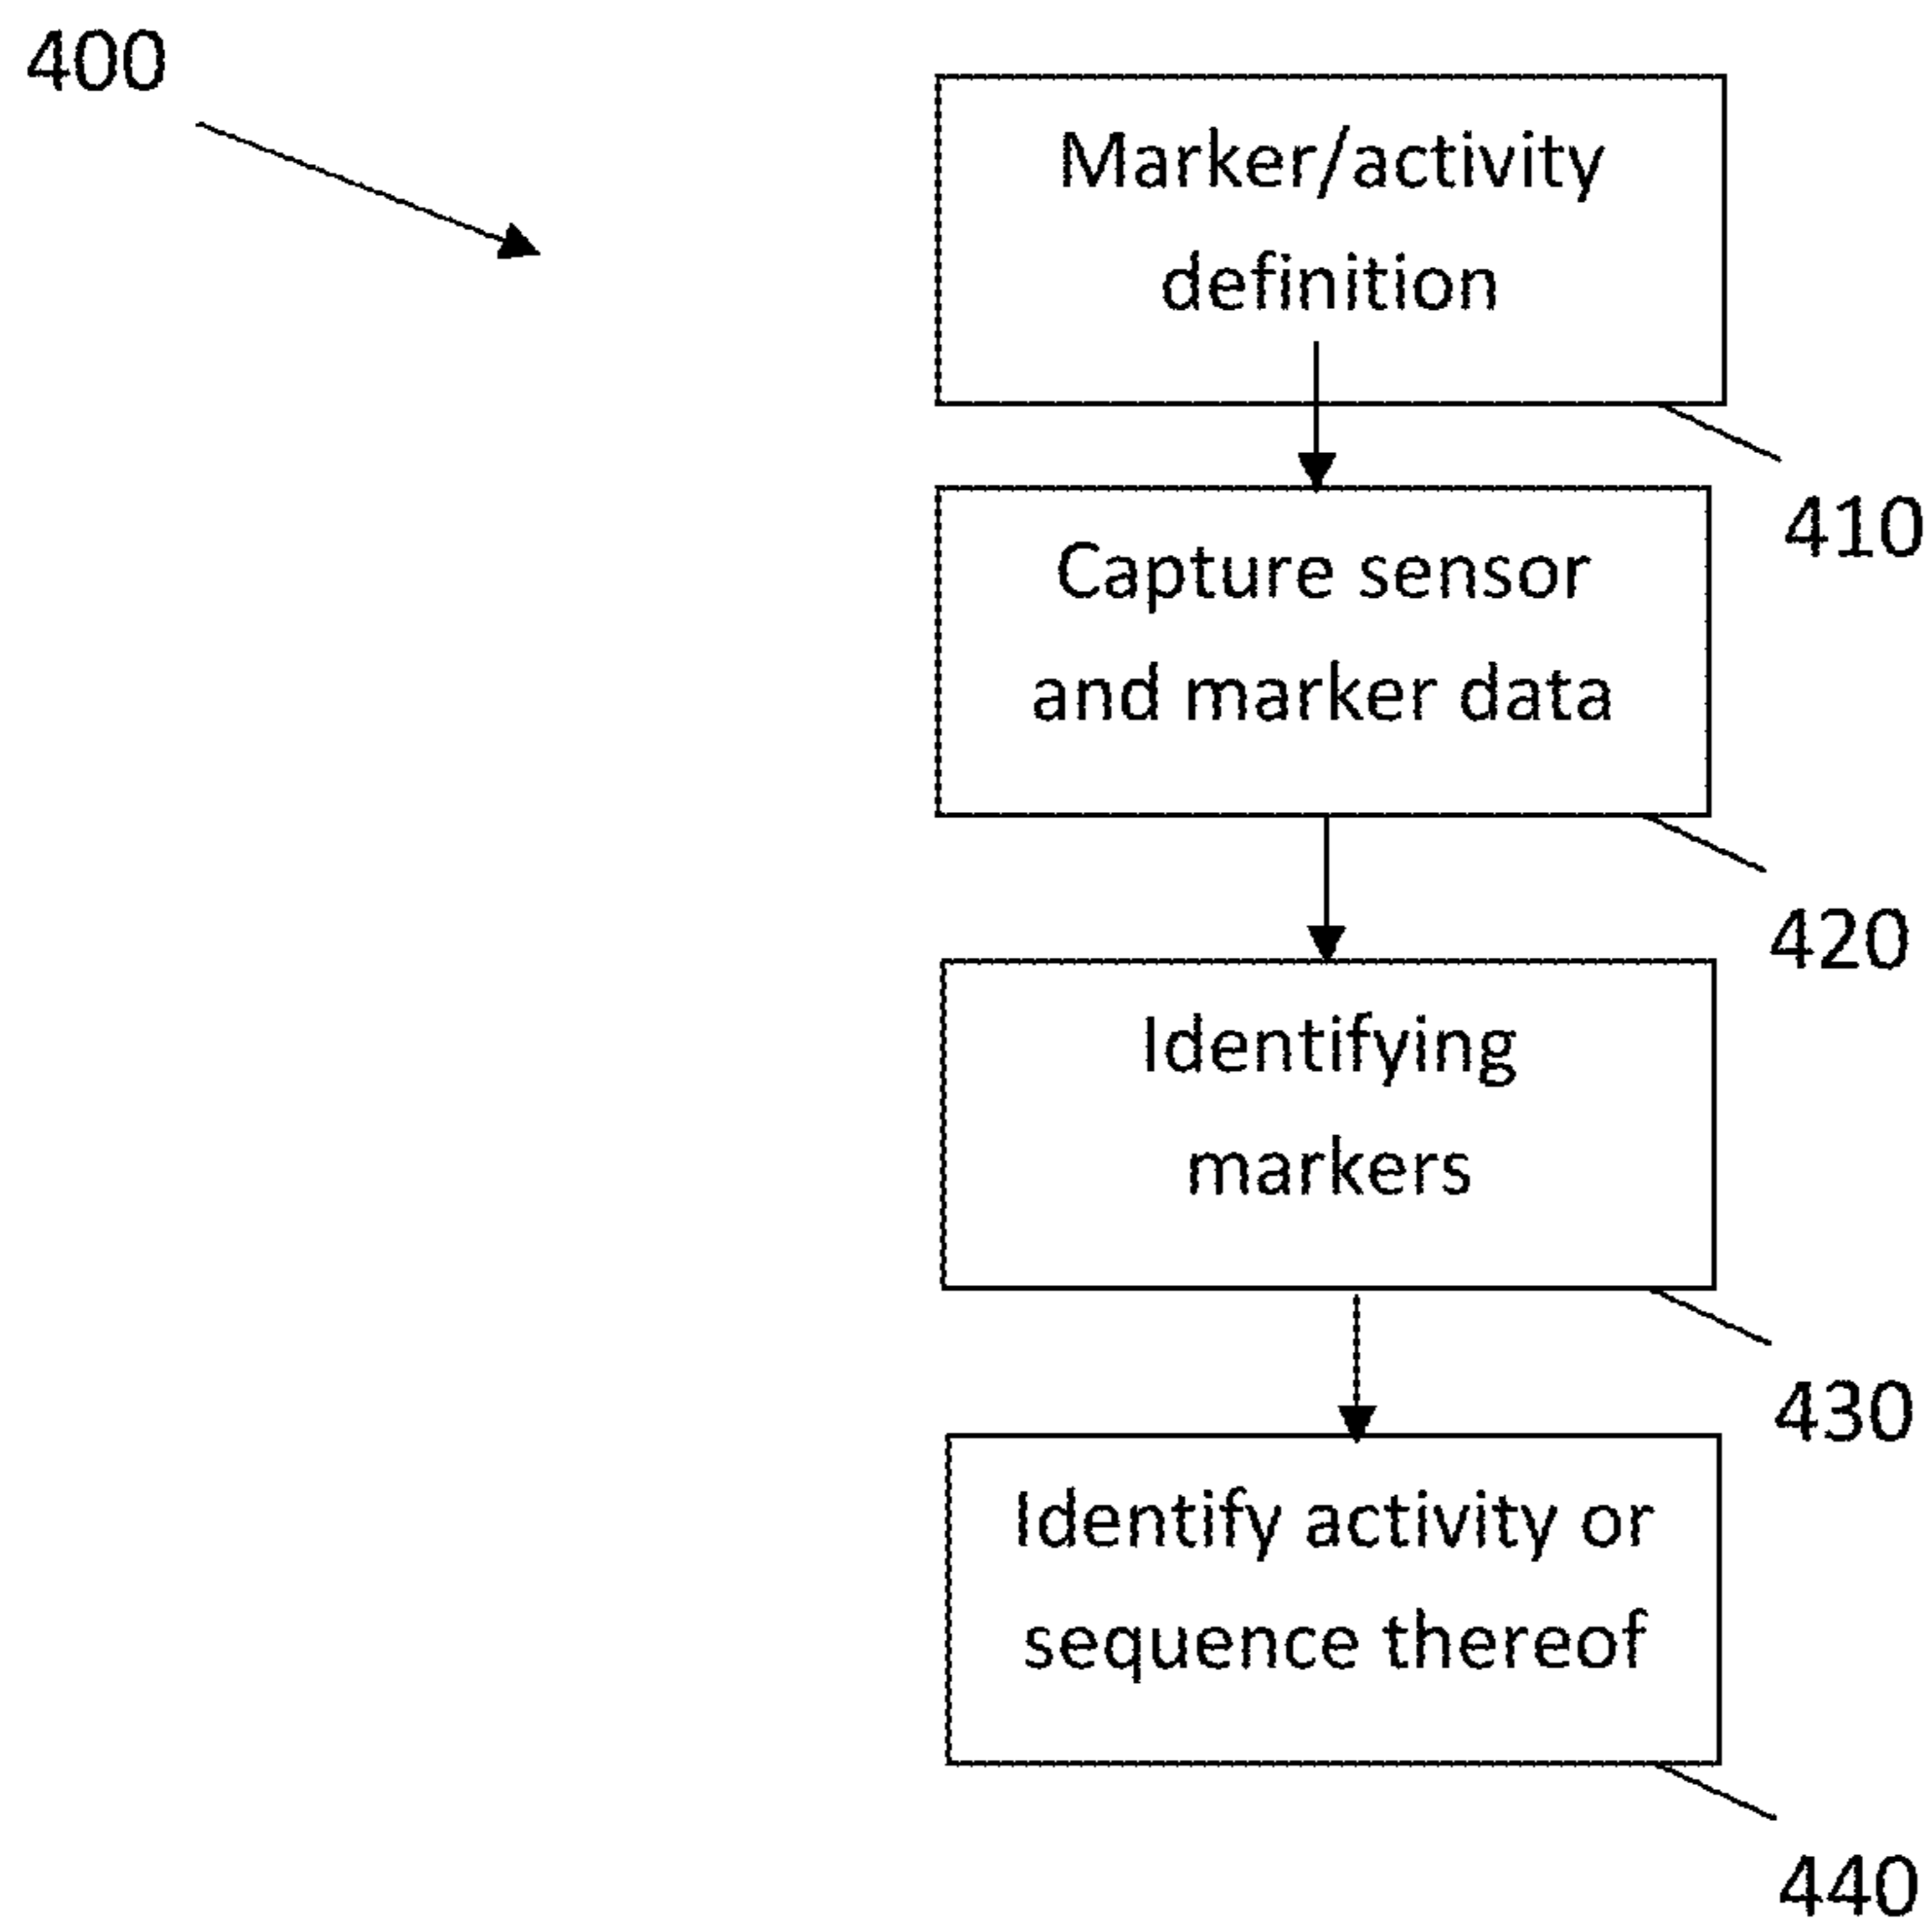 400
Marker/activity
definition
410
Capture sensor
and marker data
420
Identifying
markers
430
Identify activity or
sequence thereof
440